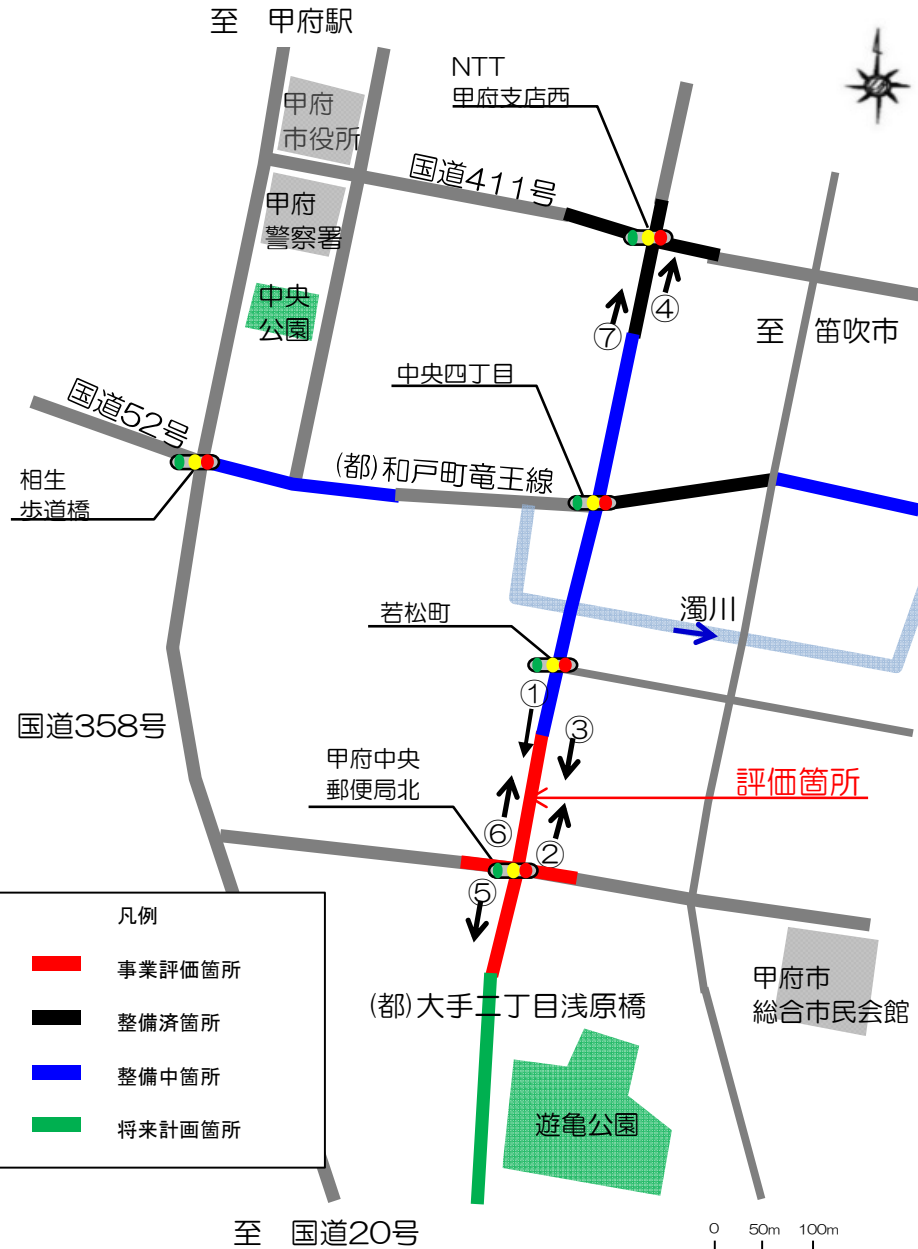 至　甲府駅
NTT
甲府支店西
甲府
市役所
国道411号
甲府
警察署
中央
公園
④
⑦
至　笛吹市
中央四丁目
国道52号
(都)和戸町竜王線
相生
歩道橋
濁川
若松町
①
③
国道358号
甲府中央
郵便局北
評価箇所
⑥
②
⑤
凡例
事業評価箇所
整備済箇所
整備中箇所
将来計画箇所
(都)大手二丁目浅原橋
甲府市
総合市民会館
遊亀公園
至　国道20号
0 50m 100m